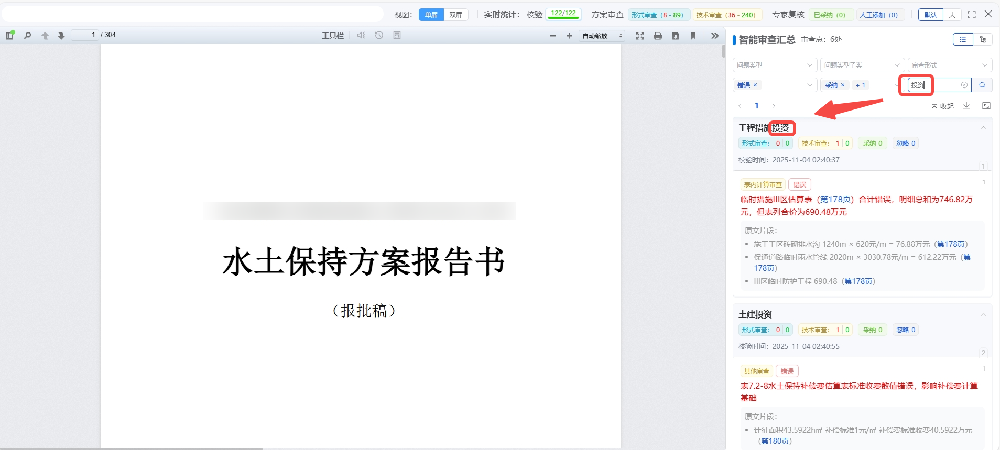 视图： 单屏 双屏 实时统计： 校验 122/122 方案审查 形式审查（8 - 89） 技术审查（36 - 240） 专家复核 已采纳（0） 人工添加（0） 默认 大
1 / 304 工具栏 自动缩放
水土保持方案报告书
（报批稿）
智能审查汇总 审查点：6处
问题类型 问题类型子类 审查形式
错误 × 采纳 × + 1 投资
1 收起
工程措施投资
形式审查： 0 | 0 技术审查： 1 | 0 采纳 0 忽略 0
校验时间：2025-11-04 02:40:37
1
表内计算审查 错误 1
临时措施III区估算表（第178页）合计错误，明细总和为746.82万
元，但表列合价为690.48万元
原文片段：
• 施工工区砖砌排水沟 1240m × 620元/m = 76.88万元（第178页）
• 保通道路临时雨水管线 2020m × 3030.78元/m = 612.22万元（第
178页）
• III区临时防护工程 690.48（第178页）
土建投资
形式审查： 0 | 0 技术审查： 1 | 0 采纳 0 忽略 0
校验时间：2025-11-04 02:40:55
2
其他审查 错误 1
表7.2-8水土保持补偿费估算表标准收费数值错误，影响补偿费计算
基础
原文片段：
• 计征面积43.5922h㎡ 补偿标准1元/㎡ 补偿费标准收费40.5922万元
（第180页）